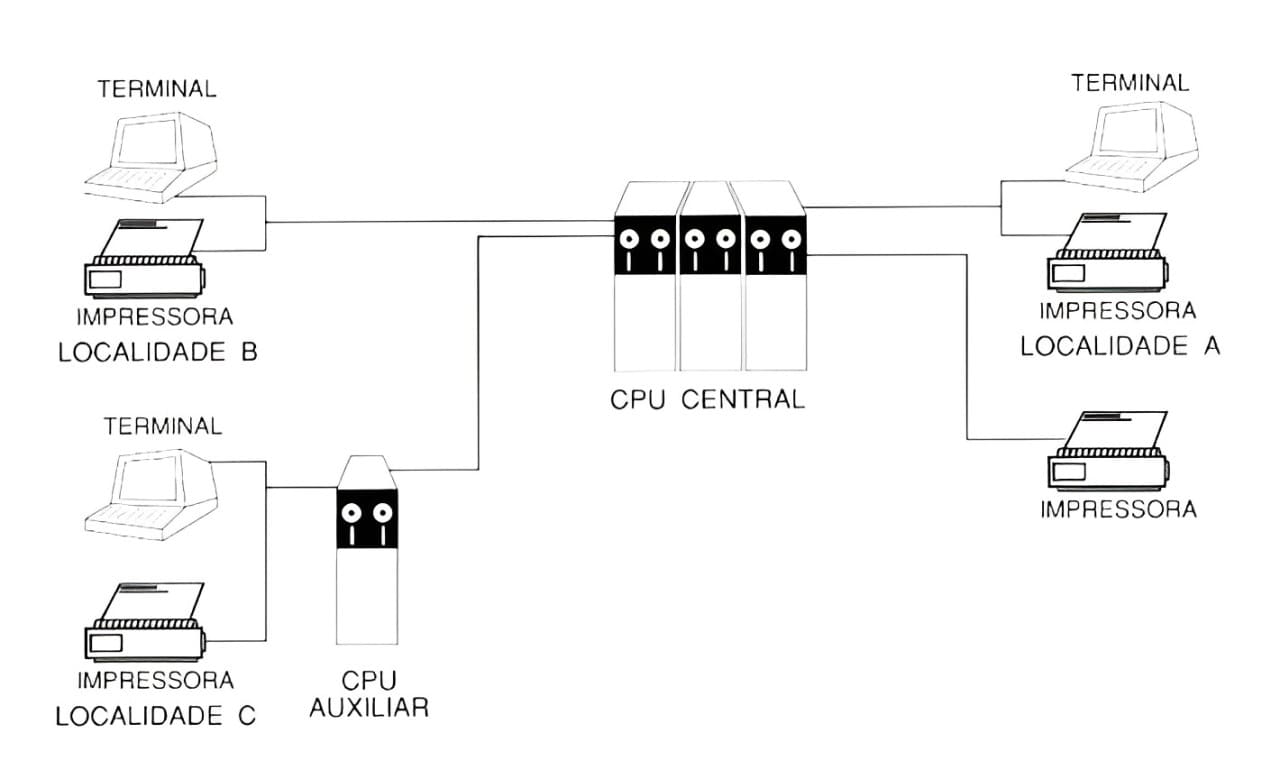 TERMINAL
IMPRESSORA
LOCALIDADE B
TERMINAL
IMPRESSORA
LOCALIDADE C
CPU
AUXILIAR
CPU CENTRAL
TERMINAL
IMPRESSORA
LOCALIDADE A
IMPRESSORA